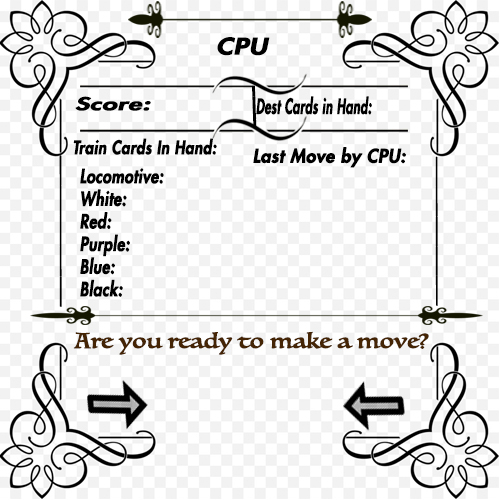 CPU
Score:
Dest Cards in Hand:
Train Cards In Hand:
Last Move by CPU:
Locomotive:
White:
Red:
Purple:
Blue:
Black:
Are you ready to make a move?